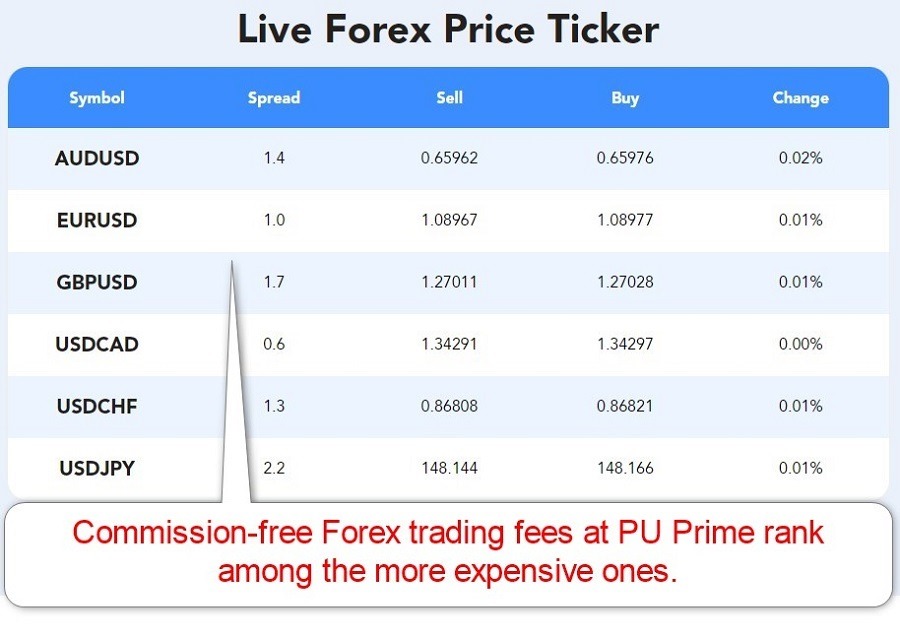 Live Forex Price Ticker
Symbol Spread Sell Buy Change
AUDUSD 1.4 0.65962 0.65976 0.02%
EURUSD 1.0 1.08967 1.08977 0.01%
GBPUSD 1.7 1.27011 1.27028 0.01%
USDCAD 0.6 1.34291 1.34297 0.00%
USDCHF 1.3 0.86808 0.86821 0.01%
USDJPY 2.2 148.144 148.166 0.01%
Commission-free Forex trading fees at PU Prime rank
among the more expensive ones.